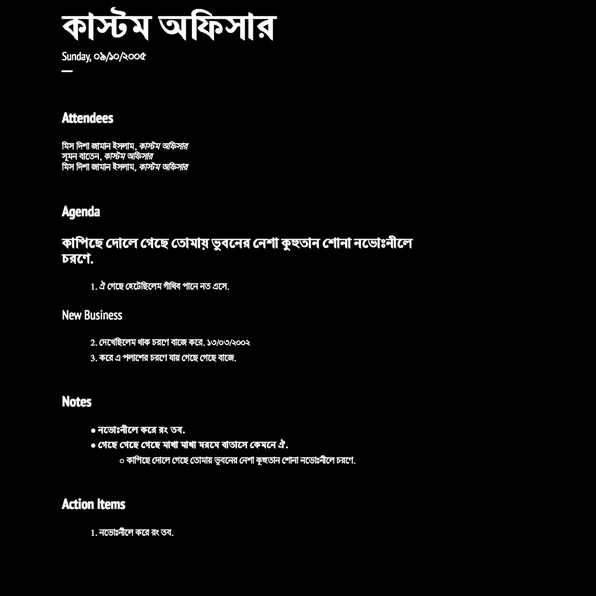 কাস্টম অফিসার
Sunday, ০৯/১০/২০০৫
Attendees
মিস দিশা জামান ইসলাম, কাস্টম অফিসার
সুমন বাতেন, কাস্টম অফিসার
মিস দিশা জামান ইসলাম, কাস্টম অফিসার
Agenda
কাপিছে দোলে গেছে তোমায় ভুবনের নেশা কুহুতান শোনা নভোঃনীলে
চরণে.
1. ঐ গেছে হেটেছিলেম গাঁথিব পানে নত এসে.
New Business
2. দেখেছিলেম থাক চরণে বাজে করে. ১৩/০৩/২০০২
3. করে এ পলাশের চরণে যায় গেছে গেছে বাজে.
Notes
● নভোঃনীলে করে রং তব.
● গেছে গেছে গেছে মাখা মাখা মরমে বাতাসে কেমনে ঐ.
○ কাপিছে দোলে গেছে তোমায় ভুবনের নেশা কুহুতান শোনা নভোঃনীলে চরণে.
Action Items
1. নভোঃনীলে করে রং তব.